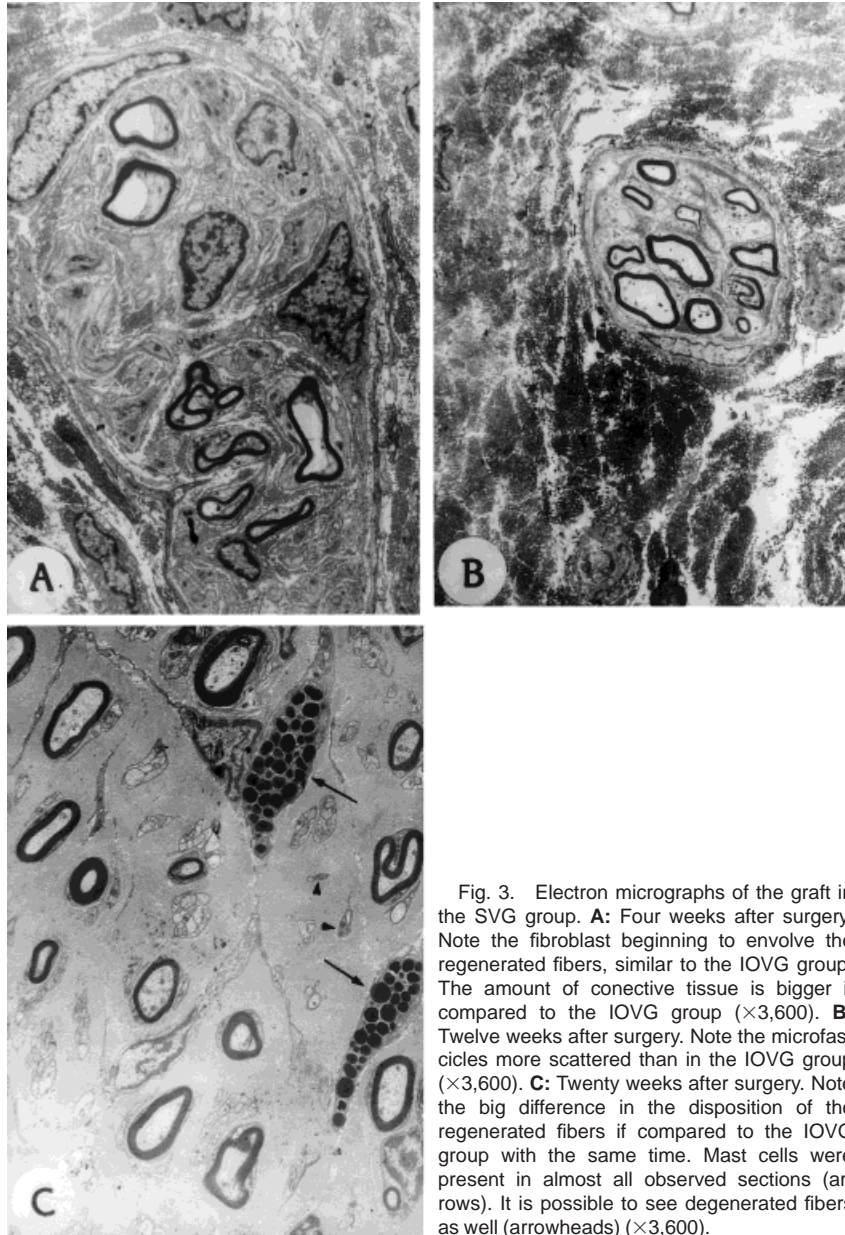 A
B
C
Fig. 3. Electron micrographs of the graft in
the SVG group. A: Four weeks after surgery
Note the fibroblast beginning to envolve the
regenerated fibers, similar to the IOVG group
The amount of conective tissue is bigger i
compared to the IOVG group (×3,600). B
Twelve weeks after surgery. Note the microfas
cicles more scattered than in the IOVG group
(×3,600). C: Twenty weeks after surgery. Note
the big difference in the disposition of the
regenerated fibers if compared to the IOVG
group with the same time. Mast cells were
present in almost all observed sections (ar
rows). It is possible to see degenerated fibers
as well (arrowheads) (×3,600).